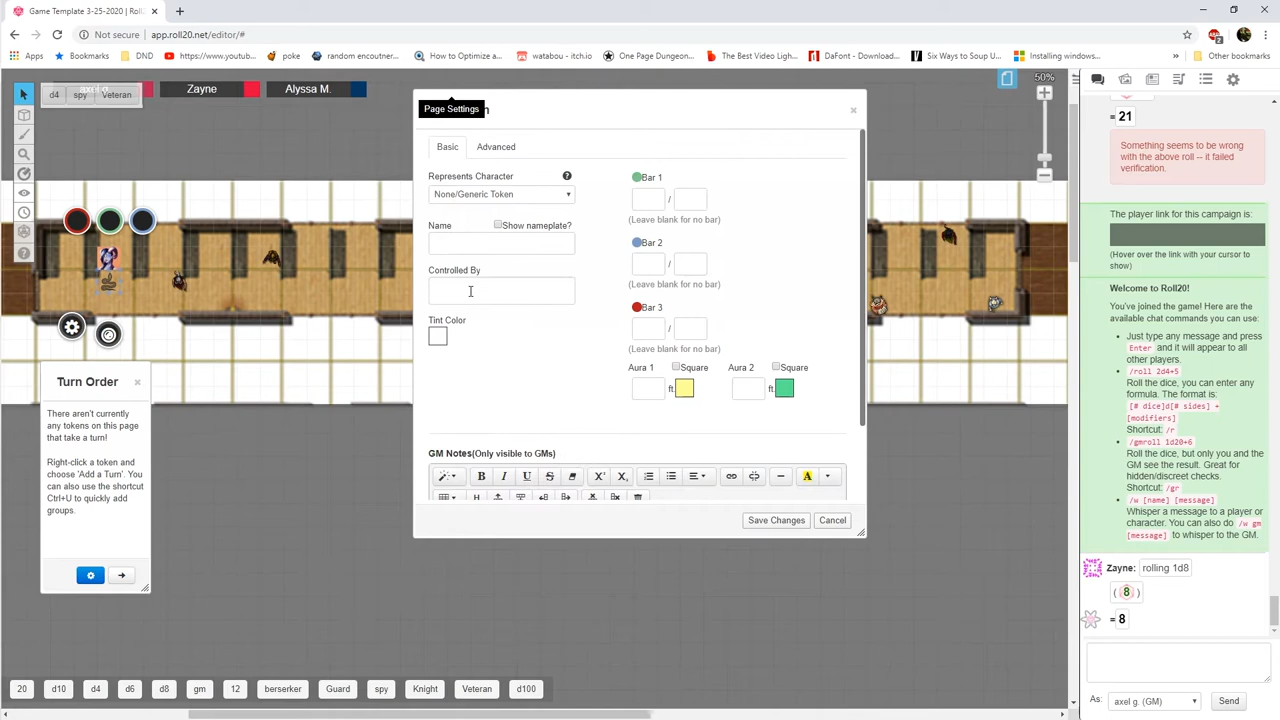 Game Template 3-25-2020 | Roll2
Not secure | app.roll20.net/editor/#
2
Apps Bookmarks DND https://www.youtube... poke random encoutner... How to Optimize a... watabou - itch.io One Page Dungeon... The Best Video Ligh... DaFont - Download... Six Ways to Soup U... Installing windows... » Other bookmarks
axel g. Zayne Alyssa M. 50%
d4 spy Veteran
Page Settings
Basic Advanced
Represents Character
None/Generic Token
Name Show nameplate?
Controlled By
Tint Color
Bar 1
/
(Leave blank for no bar)
Bar 2
/
(Leave blank for no bar)
Bar 3
/
(Leave blank for no bar)
Aura 1 Square Aura 2 Square
ft. ft.
GM Notes(Only visible to GMs)
B I U S
Save Changes Cancel
Turn Order
There aren't currently
any tokens on this page
that take a turn!
Right-click a token and
choose 'Add a Turn'. You
can also use the shortcut
Ctrl+U to quickly add
groups.
20 d10 d4 d6 d8 gm 12 berserker Guard spy Knight Veteran d100
= 21
Something seems to be wrong
with the above roll -- it failed
verification.
The player link for this campaign is:
(Hover over the link with your cursor to
show)
Welcome to Roll20!
You've joined the game! Here are the
available chat commands you can use:
Just type any message and press
Enter and it will appear to all
other players.
/roll 2d4+5
Roll the dice, you can enter any
formula. The format is:
[# dice]d[# sides] +
[modifiers]
Shortcut: /r
/gmroll 1d20+6
Roll the dice, but only you and the
GM see the result. Great for
hidden/discreet checks.
Shortcut: /gr
/w [name] [message]
Whisper a message to a player or
character. You can also do /w gm
[message] to whisper to the GM.
Zayne: rolling 1d8
( 8 )
= 8
As: axel g. (GM) Send